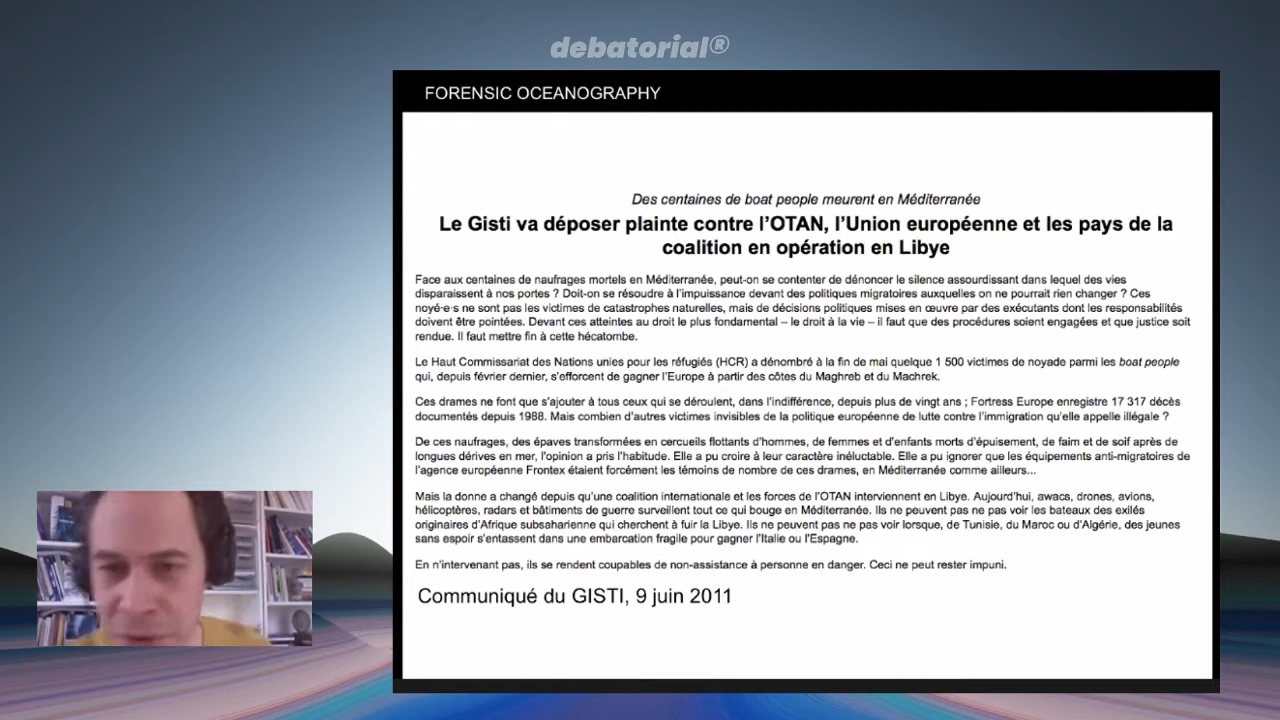 debatorial®
FORENSIC OCEANOGRAPHY
Des centaines de boat people meurent en Méditerranée
Le Gisti va déposer plainte contre l’OTAN, l’Union européenne et les pays de la
coalition en opération en Libye
Face aux centaines de naufrages mortels en Méditerranée, peut-on se contenter de dénoncer le silence assourdissant dans lequel des vies
disparaissent à nos portes ? Doit-on se résoudre à l’impuissance devant des politiques migratoires auxquelles on ne pourrait rien changer ? Ces
noyé·e·s ne sont pas les victimes de catastrophes naturelles, mais de décisions politiques mises en œuvre par des exécutants dont les responsabilités
doivent être pointées. Devant ces atteintes au droit le plus fondamental – le droit à la vie – il faut que des procédures soient engagées et que justice soit
rendue. Il faut mettre fin à cette hécatombe.
Le Haut Commissariat des Nations unies pour les réfugiés (HCR) a dénombré à la fin de mai quelque 1 500 victimes de noyade parmi les boat people
qui, depuis février dernier, s’efforcent de gagner l’Europe à partir des côtes du Maghreb et du Machrek.
Ces drames ne font que s’ajouter à tous ceux qui se déroulent, dans l’indifférence, depuis plus de vingt ans ; Fortress Europe enregistre 17 317 décès
documentés depuis 1988. Mais combien d’autres victimes invisibles de la politique européenne de lutte contre l’immigration qu’elle appelle illégale ?
De ces naufrages, des épaves transformées en cercueils flottants d’hommes, de femmes et d’enfants morts d’épuisement, de faim et de soif après de
longues dérives en mer, l’opinion a pris l’habitude. Elle a pu croire à leur caractère inéluctable. Elle a pu ignorer que les équipements anti-migratoires de
l’agence européenne Frontex étaient forcément les témoins de nombre de ces drames, en Méditerranée comme ailleurs...
Mais la donne a changé depuis qu’une coalition internationale et les forces de l’OTAN interviennent en Libye. Aujourd’hui, awacs, drones, avions,
hélicoptères, radars et bâtiments de guerre surveillent tout ce qui bouge en Méditerranée. Ils ne peuvent pas ne pas voir les bateaux des exilés
originaires d’Afrique subsaharienne qui cherchent à fuir la Libye. Ils ne peuvent pas ne pas voir lorsque, de Tunisie, du Maroc ou d’Algérie, des jeunes
sans espoir s’entassent dans une embarcation fragile pour gagner l’Italie ou l’Espagne.
En n’intervenant pas, ils se rendent coupables de non-assistance à personne en danger. Ceci ne peut rester impuni.
Communiqué du GISTI, 9 juin 2011